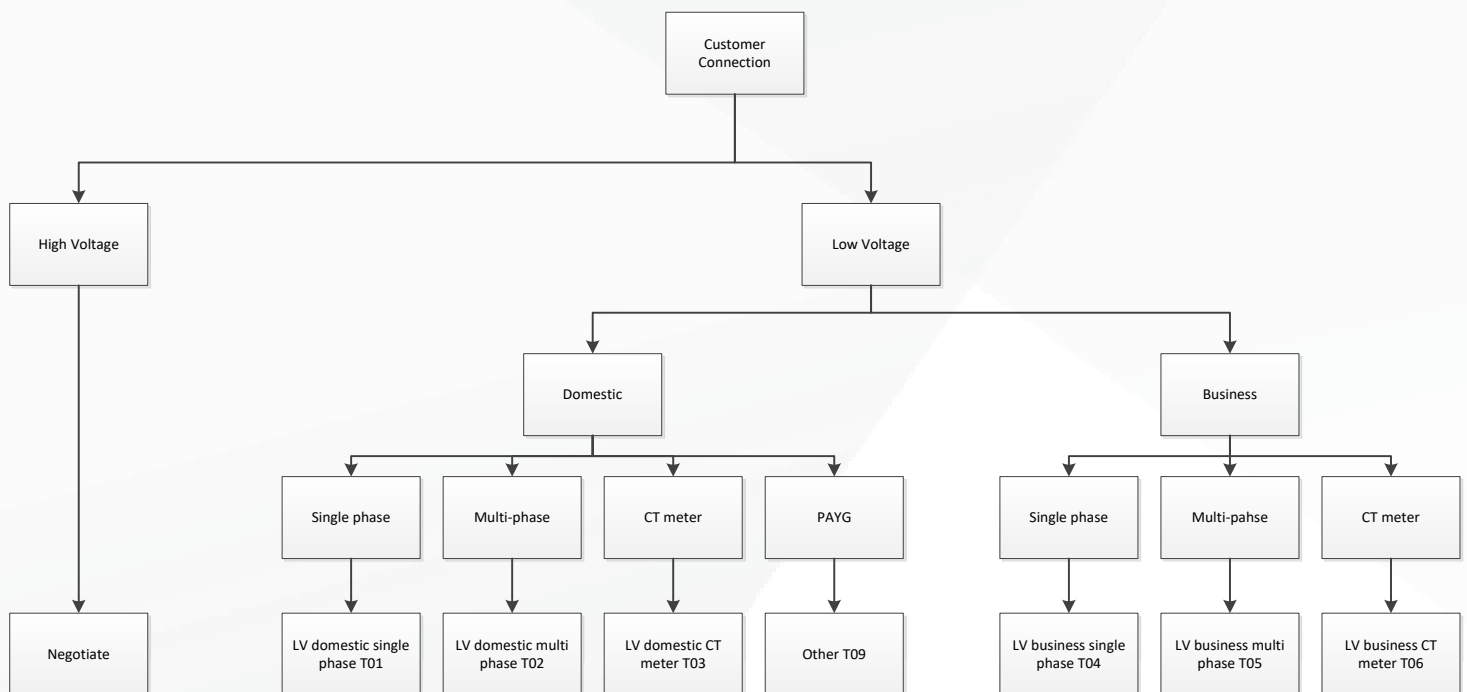 Customer
Connection
High Voltage
Low Voltage
Domestic
Business
Single phase
Multi-phase
CT meter
PAYG
Single phase
Multi-pahse
CT meter
Negotiate
LV domestic single
phase T01
LV domestic multi
phase T02
LV domestic CT
meter T03
Other T09
LV business single
phase T04
LV business multi
phase T05
LV business CT
meter T06